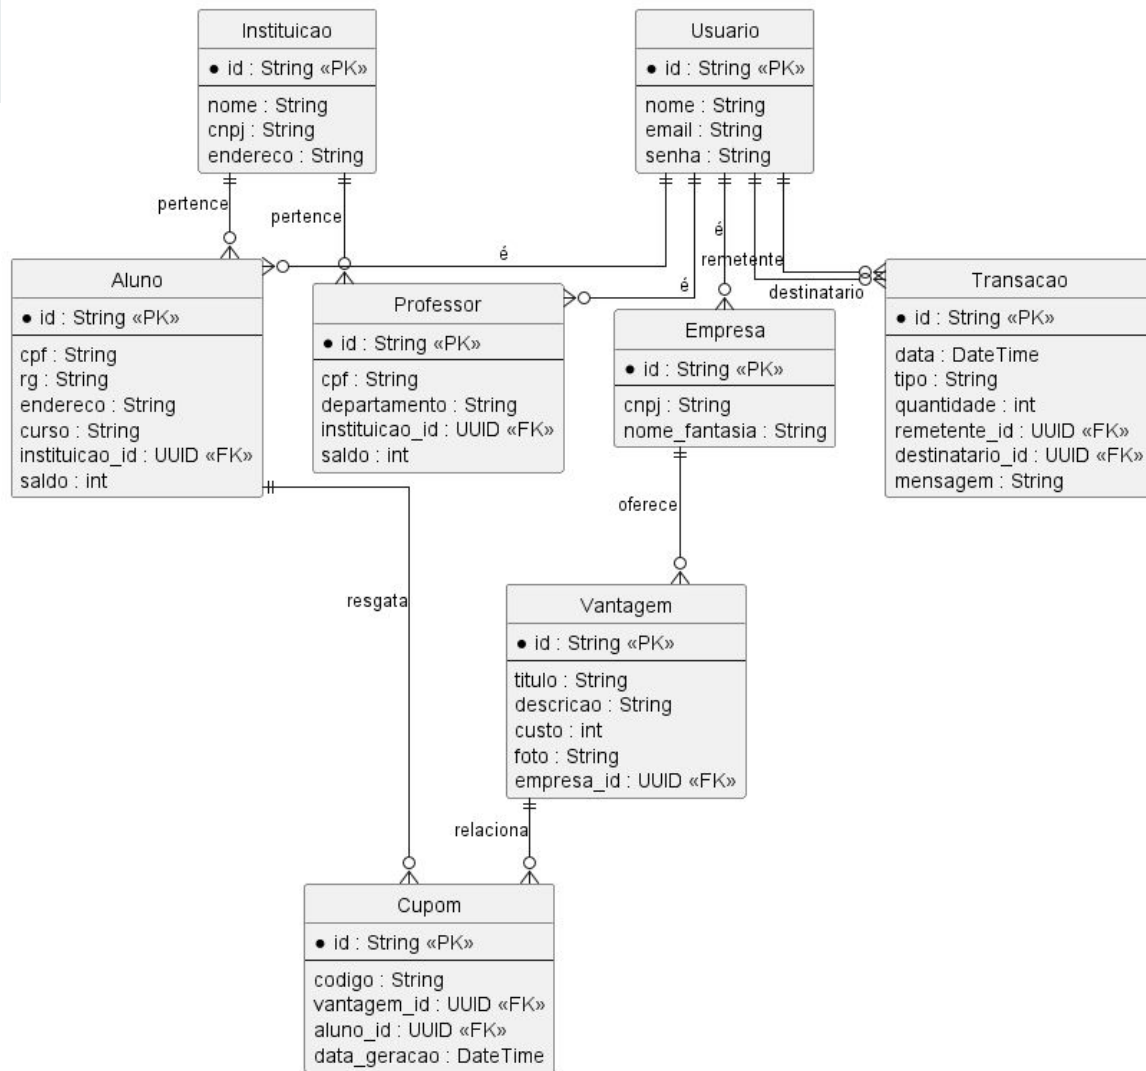 Instituicao
● id : String «PK»
nome : String
cnpj : String
endereco : String
Usuario
● id : String «PK»
nome : String
email : String
senha : String
pertence
pertence
é
é
é
remetente
destinatario
Aluno
● id : String «PK»
cpf : String
rg : String
endereco : String
curso : String
instituicao_id : UUID «FK»
saldo : int
Professor
● id : String «PK»
cpf : String
departamento : String
instituicao_id : UUID «FK»
saldo : int
Empresa
● id : String «PK»
cnpj : String
nome_fantasia : String
Transacao
● id : String «PK»
data : DateTime
tipo : String
quantidade : int
remetente_id : UUID «FK»
destinatario_id : UUID «FK»
mensagem : String
oferece
resgata
Vantagem
● id : String «PK»
titulo : String
descricao : String
custo : int
foto : String
empresa_id : UUID «FK»
relaciona
Cupom
● id : String «PK»
codigo : String
vantagem_id : UUID «FK»
aluno_id : UUID «FK»
data_geracao : DateTime